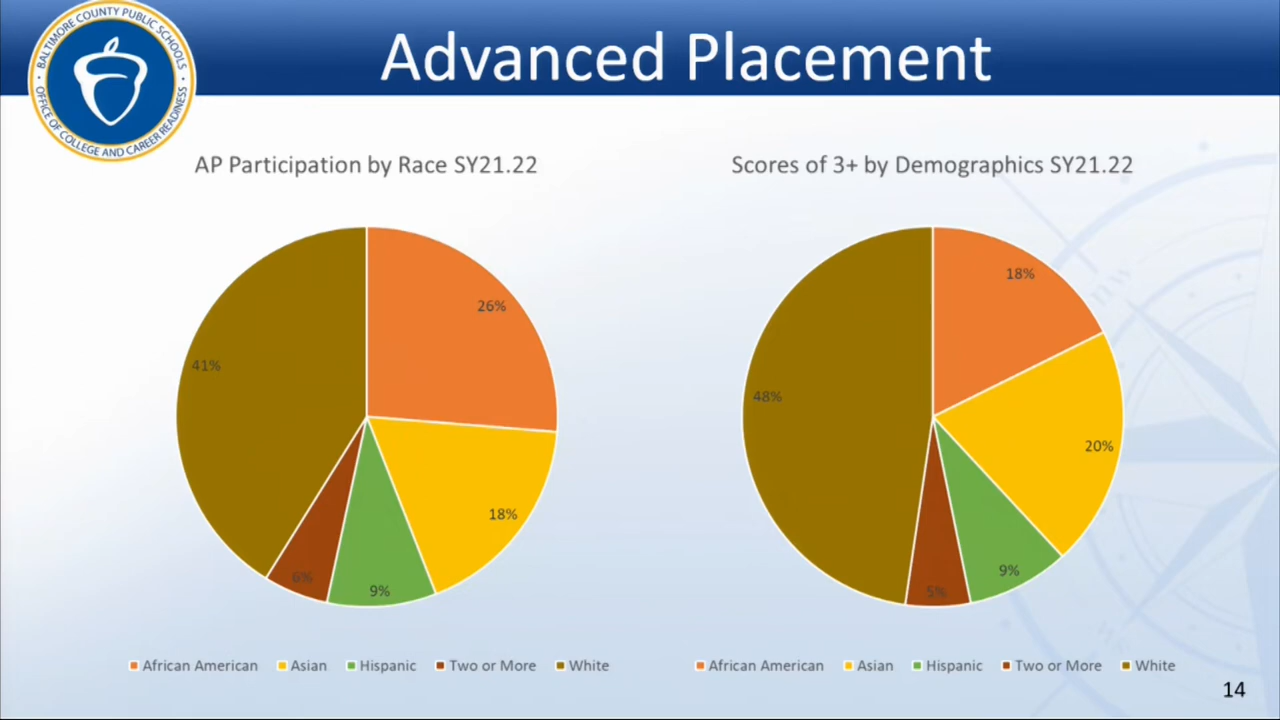 BALTIMORE COUNTY PUBLIC SCHOOLS
OFFICE OF COLLEGE AND CAREER READINESS
Advanced Placement
AP Participation by Race SY21.22
26%
41%
18%
6%
9%
African American Asian Hispanic Two or More White
Scores of 3+ by Demographics SY21.22
18%
48%
20%
9%
5%
African American Asian Hispanic Two or More White
14